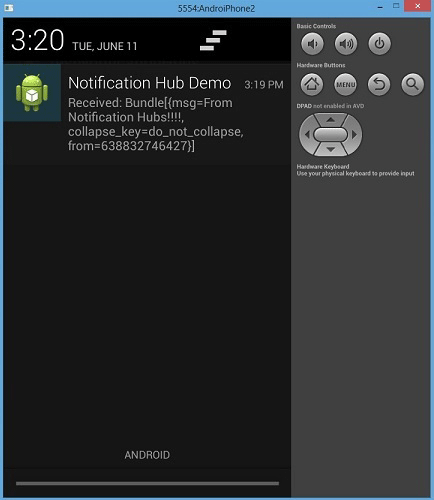 5554:AndroiPhone2
3:20 TUE, JUNE 11
Notification Hub Demo 3:19 PM
Received: Bundle[{msg=From
Notification Hubs!!!!,
collapse_key=do_not_collapse,
from=638832746427}]
ANDROID
Basic Controls
Hardware Buttons
MENU
DPAD not enabled in AVD
Hardware Keyboard
Use your physical keyboard to provide input